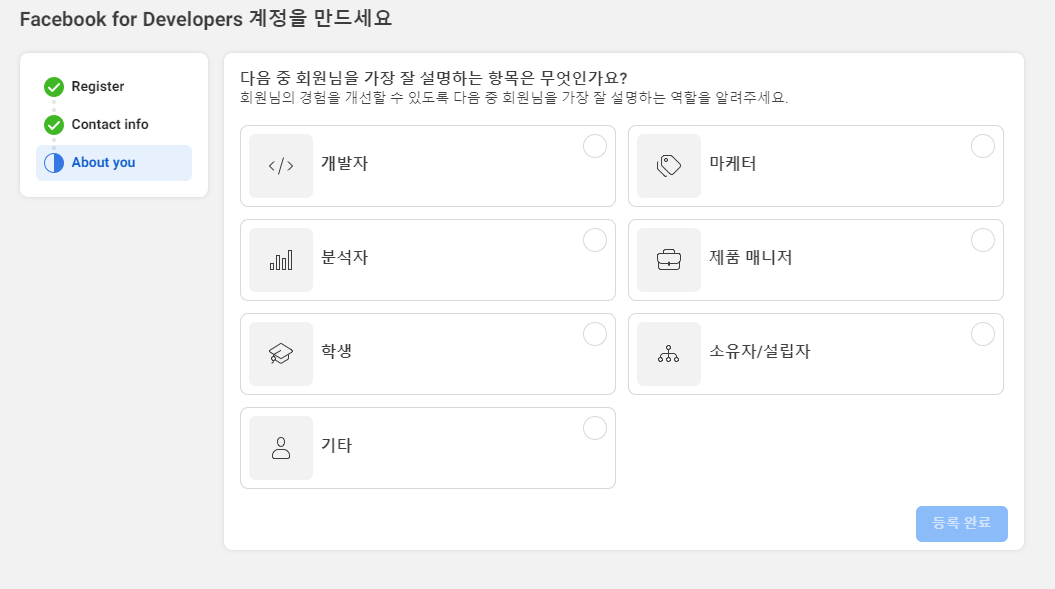 Facebook for Developers 계정을 만드세요
Register
Contact info
About you
다음 중 회원님을 가장 잘 설명하는 항목은 무엇인가요?
회원님의 경험을 개선할 수 있도록 다음 중 회원님을 가장 잘 설명하는 역할을 알려주세요.
개발자
마케터
분석자
제품 매니저
학생
소유자/설립자
기타
등록 완료